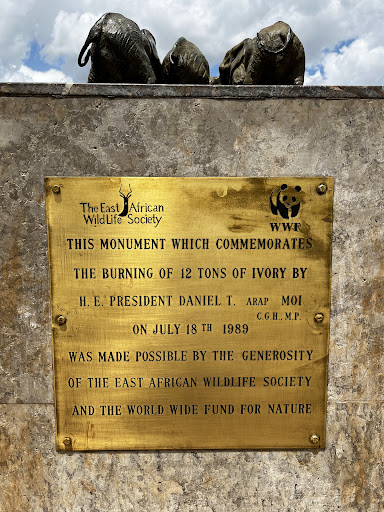 The East African
WildLife Society
WWF
THIS MONUMENT WHICH COMMEMORATES
THE BURNING OF 12 TONS OF IVORY BY
H. E. PRESIDENT DANIEL T. ARAP MOI
C.G.H., M.P.
ON JULY 18TH 1989
WAS MADE POSSIBLE BY THE GENEROSITY
OF THE EAST AFRICAN WILDLIFE SOCIETY
AND THE WORLD WIDE FUND FOR NATURE